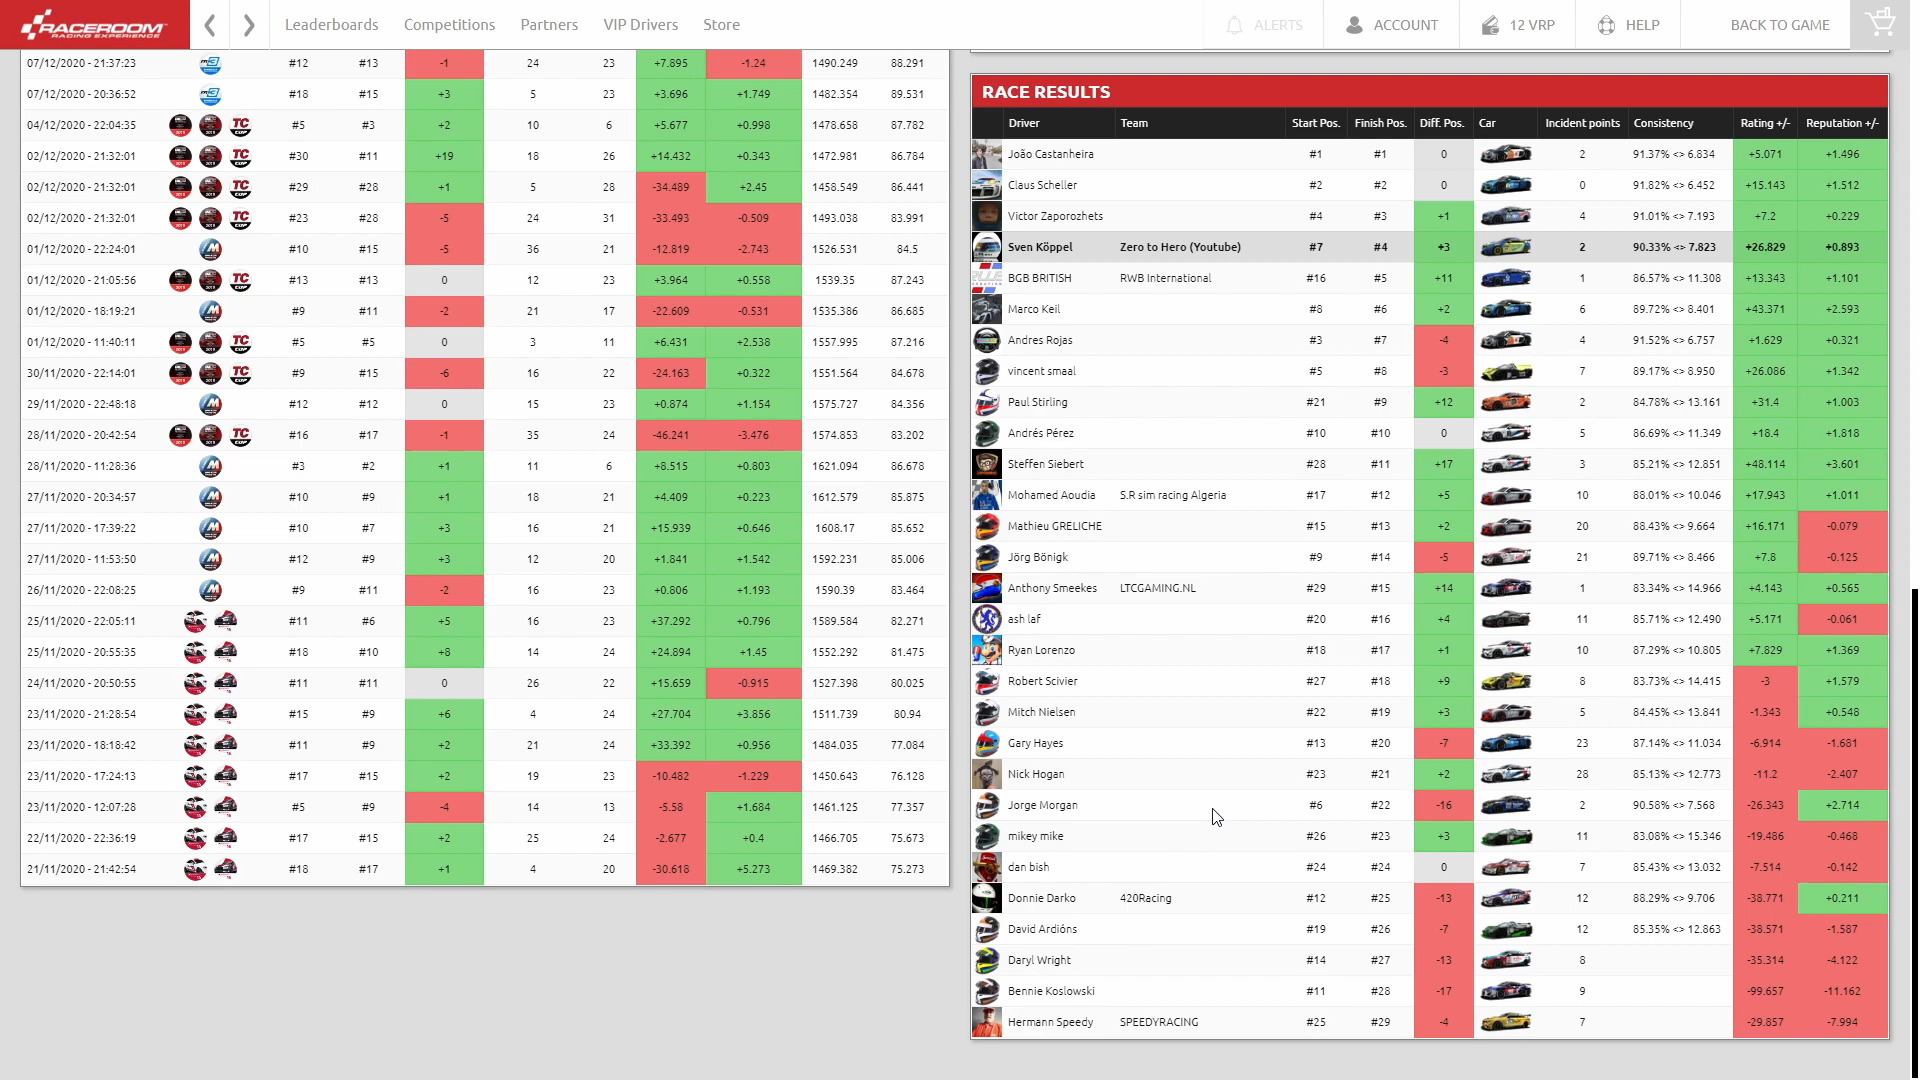 RACEROOM
RACING EXPERIENCE
Leaderboards Competitions Partners VIP Drivers Store ALERTS ACCOUNT 12 VRP HELP BACK TO GAME
07/12/2020 - 21:37:23 #12 #13 -1 24 23 +7.895 -1.24 1490.249 88.291
07/12/2020 - 20:36:52 #18 #15 +3 5 23 +3.696 +1.749 1482.354 89.531
04/12/2020 - 22:04:35 TC CUP #5 #3 +2 10 6 +5.677 +0.998 1478.658 87.782
02/12/2020 - 21:32:01 TC CUP #30 #11 +19 18 26 +14.432 +0.343 1472.981 86.784
02/12/2020 - 21:32:01 TC CUP #29 #28 +1 5 28 -34.489 +2.45 1458.549 86.441
02/12/2020 - 21:32:01 TC CUP #23 #28 -5 24 31 -33.493 -0.509 1493.038 83.991
01/12/2020 - 22:24:01 #10 #15 -5 36 21 -12.819 -2.743 1526.531 84.5
01/12/2020 - 21:05:56 TC CUP #13 #13 0 12 23 +3.964 +0.558 1539.35 87.243
01/12/2020 - 18:19:21 #9 #11 -2 21 17 -22.609 -0.531 1535.386 86.685
01/12/2020 - 11:40:11 TC CUP #5 #5 0 3 11 +6.431 +2.538 1557.995 87.216
30/11/2020 - 22:14:01 TC CUP #9 #15 -6 16 22 -24.163 +0.322 1551.564 84.678
29/11/2020 - 22:48:18 #12 #12 0 15 23 +0.874 +1.154 1575.727 84.356
28/11/2020 - 20:42:54 TC CUP #16 #17 -1 35 24 -46.241 -3.476 1574.853 83.202
28/11/2020 - 11:28:36 #3 #2 +1 11 6 +8.515 +0.803 1621.094 86.678
27/11/2020 - 20:34:57 #10 #9 +1 18 21 +4.409 +0.223 1612.579 85.875
27/11/2020 - 17:39:22 #10 #7 +3 16 21 +15.939 +0.646 1608.17 85.652
27/11/2020 - 11:53:50 #12 #9 +3 12 20 +1.841 +1.542 1592.231 85.006
26/11/2020 - 22:08:25 #9 #11 -2 16 23 +0.806 +1.193 1590.39 83.464
25/11/2020 - 22:05:11 #11 #6 +5 16 23 +37.292 +0.796 1589.584 82.271
25/11/2020 - 20:55:35 #18 #10 +8 14 24 +24.894 +1.45 1552.292 81.475
24/11/2020 - 20:50:55 #11 #11 0 26 22 +15.659 -0.915 1527.398 80.025
23/11/2020 - 21:28:54 #15 #9 +6 4 24 +27.704 +3.856 1511.739 80.94
23/11/2020 - 18:18:42 #11 #9 +2 21 24 +33.392 +0.956 1484.035 77.084
23/11/2020 - 17:24:13 #17 #15 +2 19 23 -10.482 -1.229 1450.643 76.128
23/11/2020 - 12:07:28 #5 #9 -4 14 13 -5.58 +1.684 1461.125 77.357
22/11/2020 - 22:36:19 #17 #15 +2 25 24 -2.677 +0.4 1466.705 75.673
21/11/2020 - 21:42:54 #18 #17 +1 4 20 -30.618 +5.273 1469.382 75.273
RACE RESULTS
Driver Team Start Pos. Finish Pos. Diff. Pos. Car Incident points Consistency Rating +/- Reputation +/-
João Castanheira #1 #1 0 2 91.37% <> 6.834 +5.071 +1.496
Claus Scheller #2 #2 0 0 91.82% <> 6.452 +15.143 +1.512
Victor Zaporozhets #4 #3 +1 4 91.01% <> 7.193 +7.2 +0.229
Sven Köppel Zero to Hero (Youtube) #7 #4 +3 2 90.33% <> 7.823 +26.829 +0.893
BGB BRITISH RWB International #16 #5 +11 1 86.57% <> 11.308 +13.343 +1.101
Marco Keil #8 #6 +2 6 89.72% <> 8.401 +43.371 +2.593
Andres Rojas #3 #7 -4 4 91.52% <> 6.757 +1.629 +0.321
vincent smaal #5 #8 -3 7 89.17% <> 8.950 +26.086 +1.342
Paul Stirling #21 #9 +12 2 84.78% <> 13.161 +31.4 +1.003
Andrés Pérez #10 #10 0 5 86.69% <> 11.349 +18.4 +1.818
Steffen Siebert #28 #11 +17 3 85.21% <> 12.851 +48.114 +3.601
Mohamed Aoudia S.R sim racing Algeria #17 #12 +5 10 88.01% <> 10.046 +17.943 +1.011
Mathieu GRELICHE #15 #13 +2 20 88.43% <> 9.664 +16.171 -0.079
Jörg Bönigk #9 #14 -5 21 89.71% <> 8.466 +7.8 -0.125
Anthony Smeekes LTCGAMING.NL #29 #15 +14 1 83.34% <> 14.966 +4.143 +0.565
ash laf #20 #16 +4 11 85.71% <> 12.490 +5.171 -0.061
Ryan Lorenzo #18 #17 +1 10 87.29% <> 10.805 +7.829 +1.369
Robert Scivier #27 #18 +9 8 83.73% <> 14.415 -3 +1.579
Mitch Nielsen #22 #19 +3 5 84.45% <> 13.841 -1.343 +0.548
Gary Hayes #13 #20 -7 23 87.14% <> 11.034 -6.914 -1.681
Nick Hogan #23 #21 +2 28 85.13% <> 12.773 -11.2 -2.407
Jorge Morgan #6 #22 -16 2 90.58% <> 7.568 -26.343 +2.714
mikey mike #26 #23 +3 11 83.08% <> 15.346 -19.486 -0.468
dan bish #24 #24 0 7 85.43% <> 13.032 -7.514 -0.142
Donnie Darko 420Racing #12 #25 -13 12 88.29% <> 9.706 -38.771 +0.211
David Ardións #19 #26 -7 12 85.35% <> 12.863 -38.571 -1.587
Daryl Wright #14 #27 -13 8 -35.314 -4.122
Bennie Koslowski #11 #28 -17 9 -99.657 -11.162
Hermann Speedy SPEEDYRACING #25 #29 -4 7 -29.857 -7.994